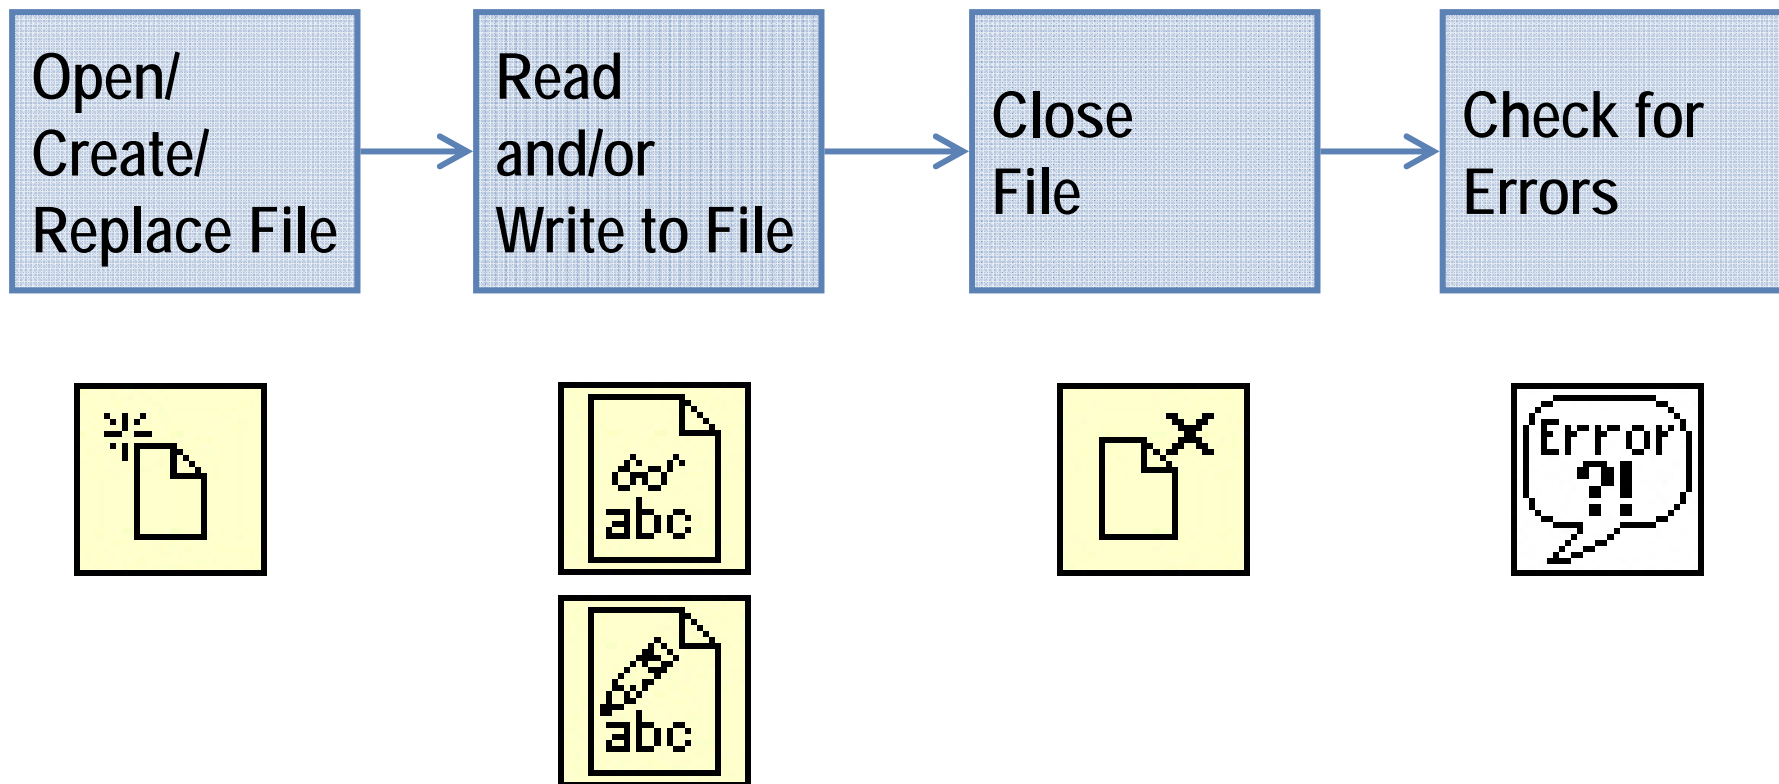 Open/
Create/
Replace File
Read
and/or
Write to File
Close
File
Check for
Errors
abc
Error
?!
abc